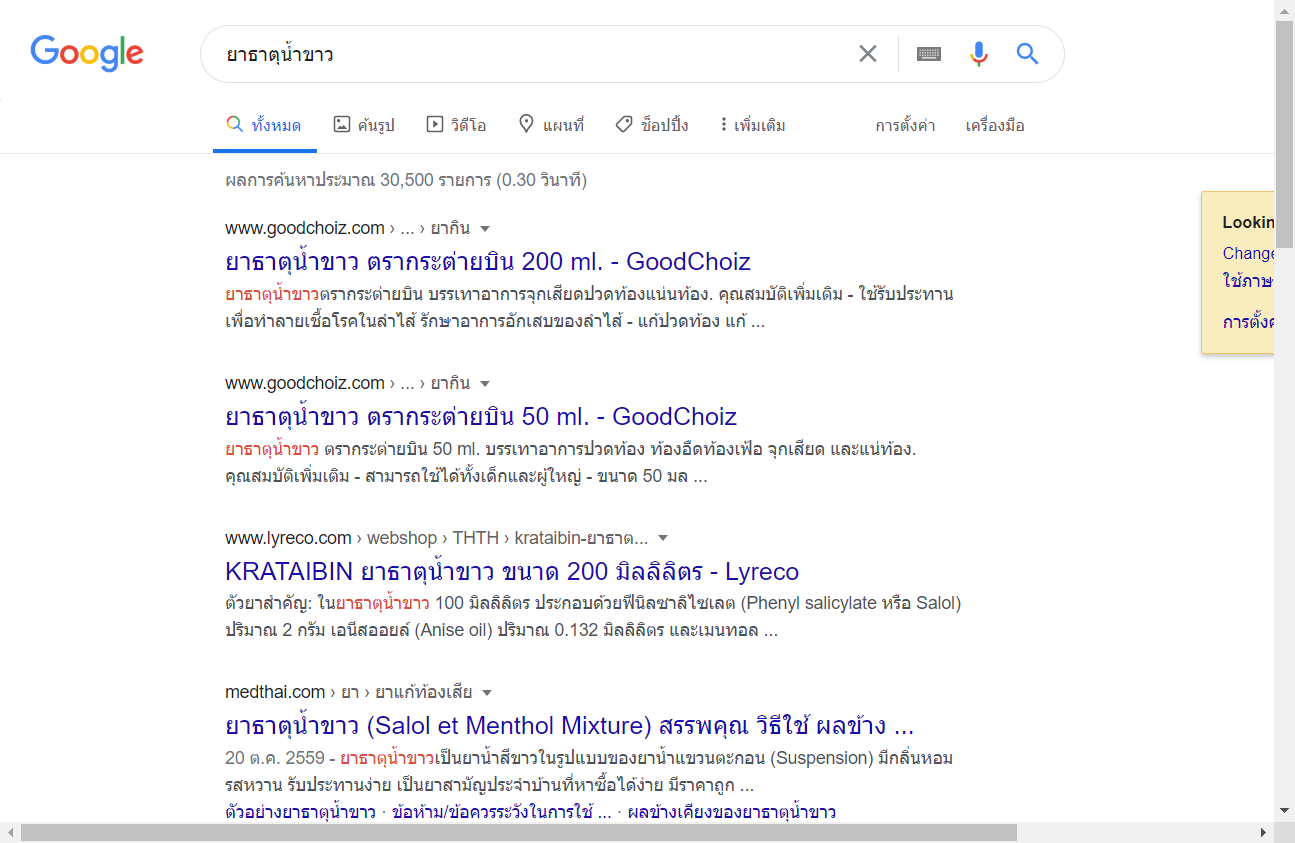 Google
ยาธาตุน้ำขาว
ทั้งหมด ค้นรูป วิดีโอ แผนที่ ช็อปปิ้ง เพิ่มเติม การตั้งค่า เครื่องมือ
ผลการค้นหาประมาณ 30,500 รายการ (0.30 วินาที)
www.goodchoiz.com › ... › ยากิน
ยาธาตุน้ำขาว ตรากระต่ายบิน 200 ml. - GoodChoiz
ยาธาตุน้ำขาวตรากระต่ายบิน บรรเทาอาการจุกเสียดปวดท้องแน่นท้อง. คุณสมบัติเพิ่มเติม - ใช้รับประทาน
เพื่อทำลายเชื้อโรคในลำไส้ รักษาอาการอักเสบของลำไส้ - แก้ปวดท้อง แก้ ...
www.goodchoiz.com › ... › ยากิน
ยาธาตุน้ำขาว ตรากระต่ายบิน 50 ml. - GoodChoiz
ยาธาตุน้ำขาว ตรากระต่ายบิน 50 ml. บรรเทาอาการปวดท้อง ท้องอืดท้องเฟ้อ จุกเสียด และแน่ท้อง.
คุณสมบัติเพิ่มเติม - สามารถใช้ได้ทั้งเด็กและผู้ใหญ่ - ขนาด 50 มล ...
www.lyreco.com › webshop › THTH › krataibin-ยาธาต...
KRATAIBIN ยาธาตุน้ำขาว ขนาด 200 มิลลิลิตร - Lyreco
ตัวยาสำคัญ: ในยาธาตุน้ำขาว 100 มิลลิลิตร ประกอบด้วยฟีนิลซาลิไซเลต (Phenyl salicylate หรือ Salol)
ปริมาณ 2 กรัม เอนีสออยล์ (Anise oil) ปริมาณ 0.132 มิลลิลิตร และเมนทอล ...
medthai.com › ยา › ยาแก้ท้องเสีย
ยาธาตุน้ำขาว (Salol et Menthol Mixture) สรรพคุณ วิธีใช้ ผลข้าง ...
20 ต.ค. 2559 - ยาธาตุน้ำขาวเป็นยาน้ำสีขาวในรูปแบบของยาน้ำแขวนตะกอน (Suspension) มีกลิ่นหอม
รสหวาน รับประทานง่าย เป็นยาสามัญประจำบ้านที่หาซื้อได้ง่าย มีราคาถูก ...
ตัวอย่างยาธาตุน้ำขาว · ข้อห้าม/ข้อควรระวังในการใช้ ... · ผลข้างเคียงของยาธาตุน้ำขาว
Lookin
Change
ใช้ภาษ
การตั้งค